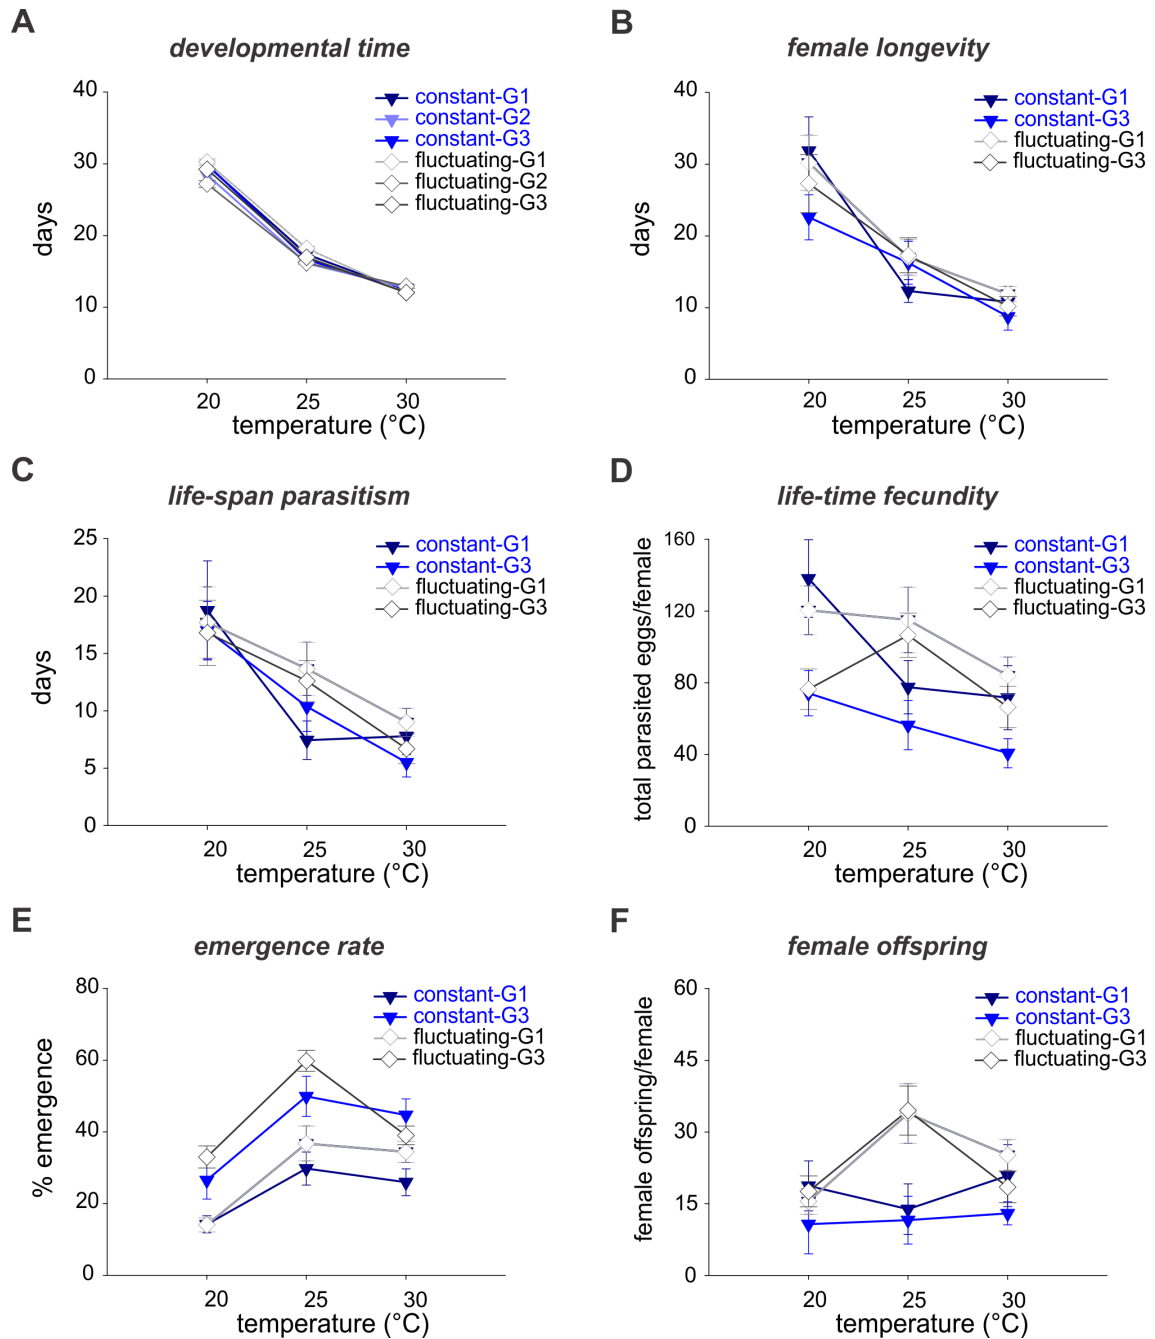 A
developmental time
40
30
20
10
0
days
20
25
30
temperature (°C)
constant-G1
constant-G2
constant-G3
fluctuating-G1
fluctuating-G2
fluctuating-G3
B
female longevity
40
30
20
10
0
days
20
25
30
temperature (°C)
constant-G1
constant-G3
fluctuating-G1
fluctuating-G3
C
life-span parasitism
25
20
15
10
5
0
days
20
25
30
temperature (°C)
constant-G1
constant-G3
fluctuating-G1
fluctuating-G3
D
life-time fecundity
160
120
80
40
0
total parasited eggs/female
20
25
30
temperature (°C)
constant-G1
constant-G3
fluctuating-G1
fluctuating-G3
E
emergence rate
80
60
40
20
0
% emergence
20
25
30
temperature (°C)
constant-G1
constant-G3
fluctuating-G1
fluctuating-G3
F
female offspring
60
45
30
15
0
female offspring/female
20
25
30
temperature (°C)
constant-G1
constant-G3
fluctuating-G1
fluctuating-G3